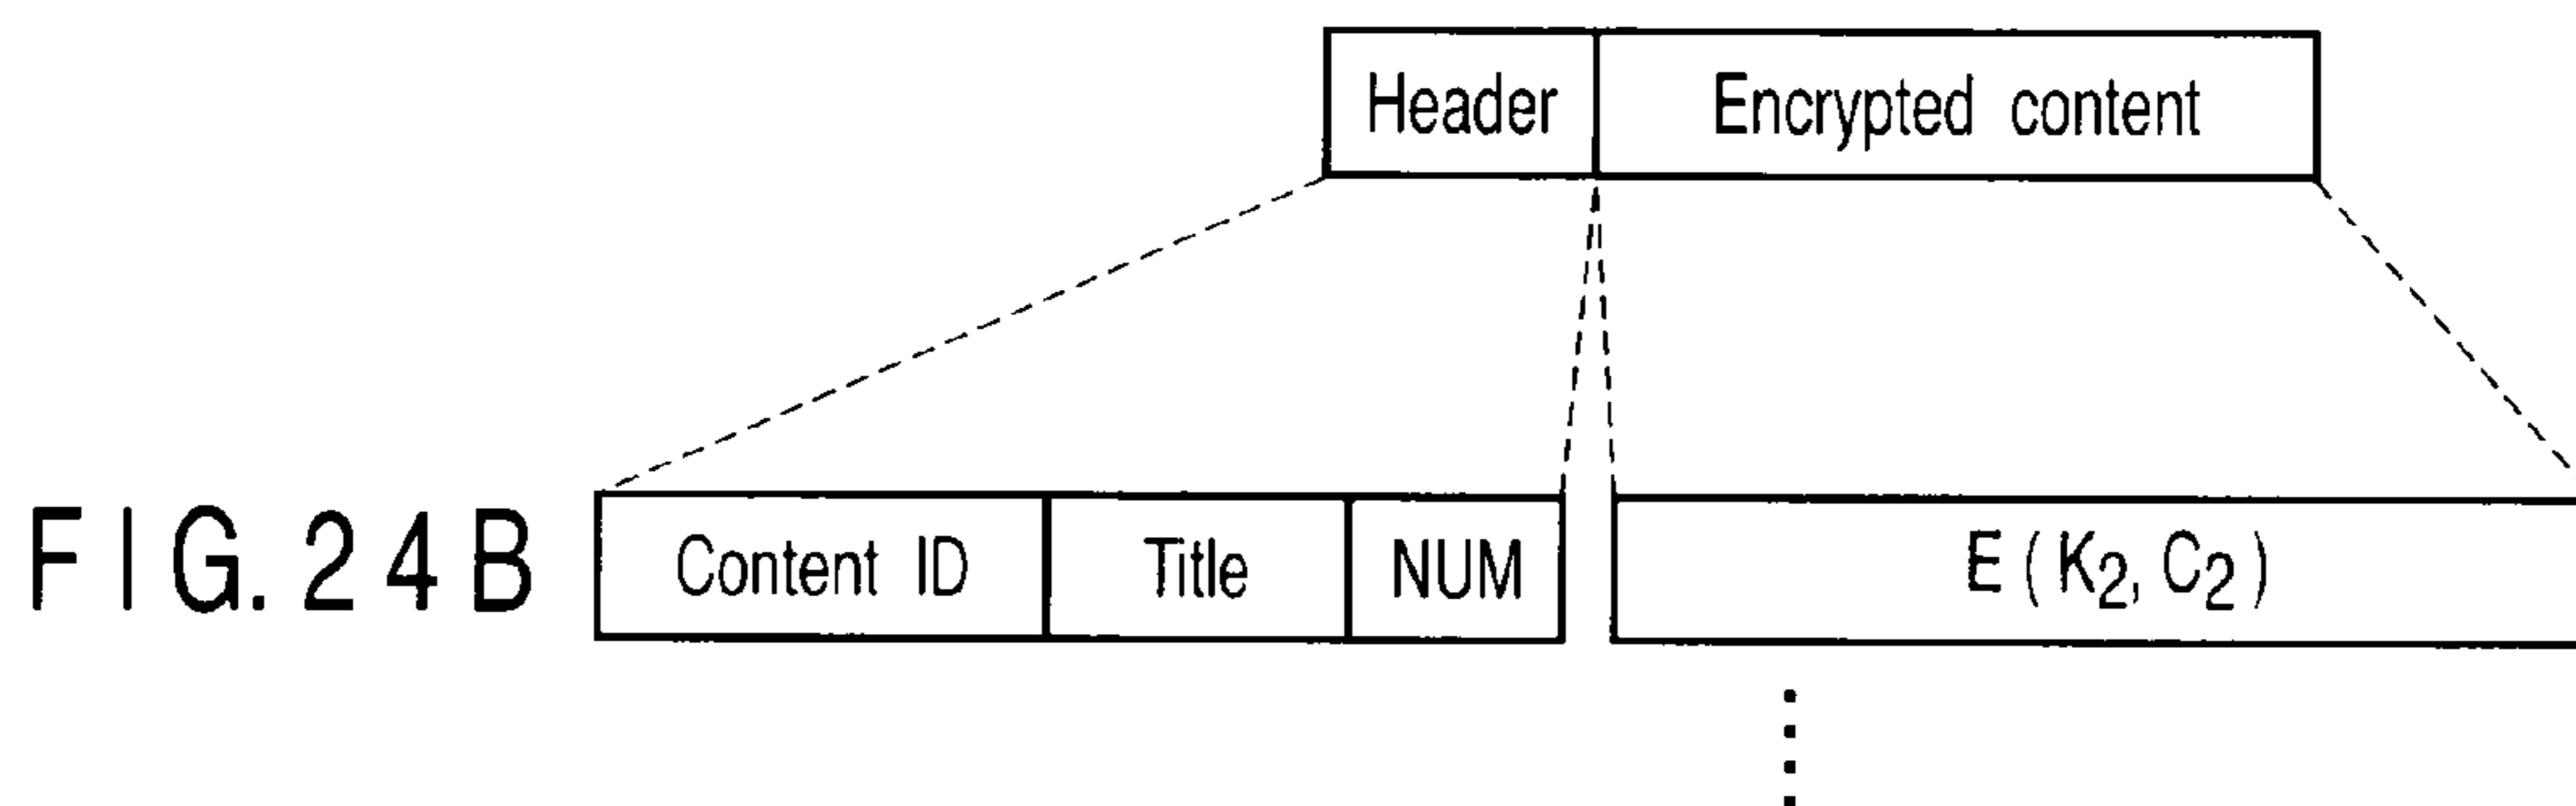 Header Encrypted content
FIG. 24B Content ID Title NUM E ( K2, C2 )